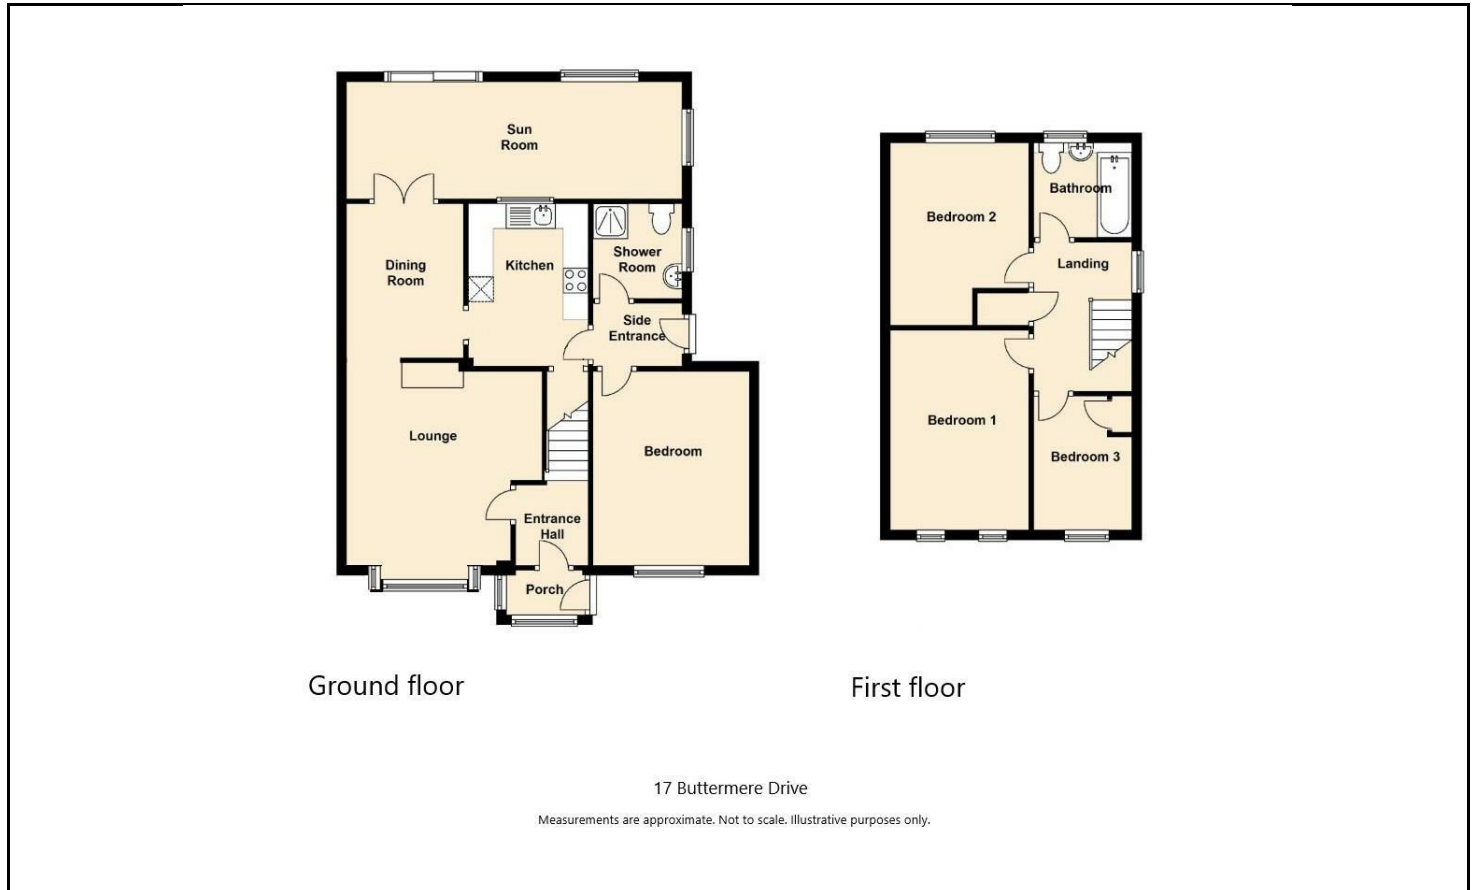 Sun
Room
Dining
Room
Kitchen
Shower
Room
Side
Entrance
Lounge
Bedroom
Entrance
Hall
Porch
Ground floor
Bedroom 2
Bathroom
Landing
Bedroom 1
Bedroom 3
First floor
17 Buttermere Drive
Measurements are approximate. Not to scale. Illustrative purposes only.